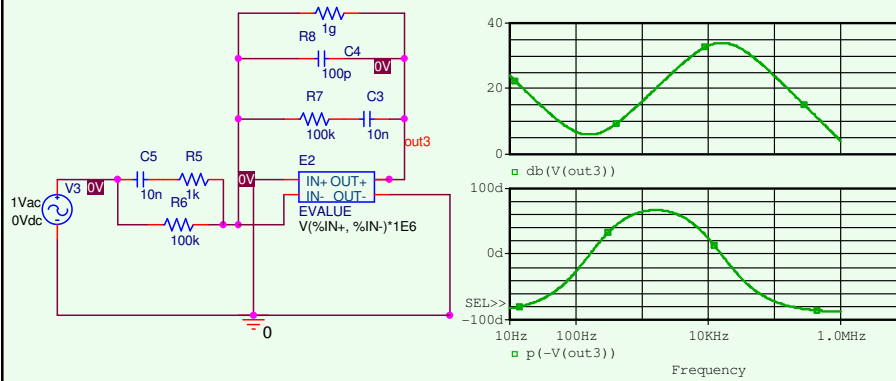 1g
R8
C4
100p
0V
R7
C3
100k
10n
out3
E2
IN+ OUT+
IN- OUT-
EVALUE
V(%IN+, %IN-)*1E6
0V
C5
R5
10n
1k
R6
100k
0V
V3
1Vac
0Vdc
0
40
20
0
db(V(out3))
100d
0d
SEL>>
-100d
10Hz 100Hz 10KHz 1.0MHz
p(-V(out3))
Frequency